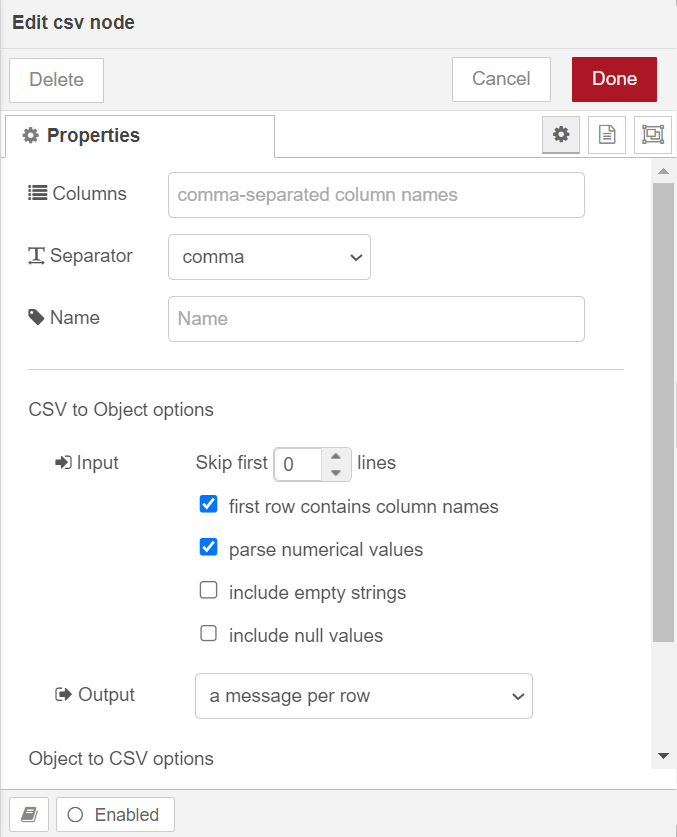 Edit csv node
Delete
Cancel
Done
Properties
Columns
comma-separated column names
Separator
comma
Name
Name
CSV to Object options
Input
Skip first 0 lines
first row contains column names
parse numerical values
include empty strings
include null values
Output
a message per row
Object to CSV options
Enabled